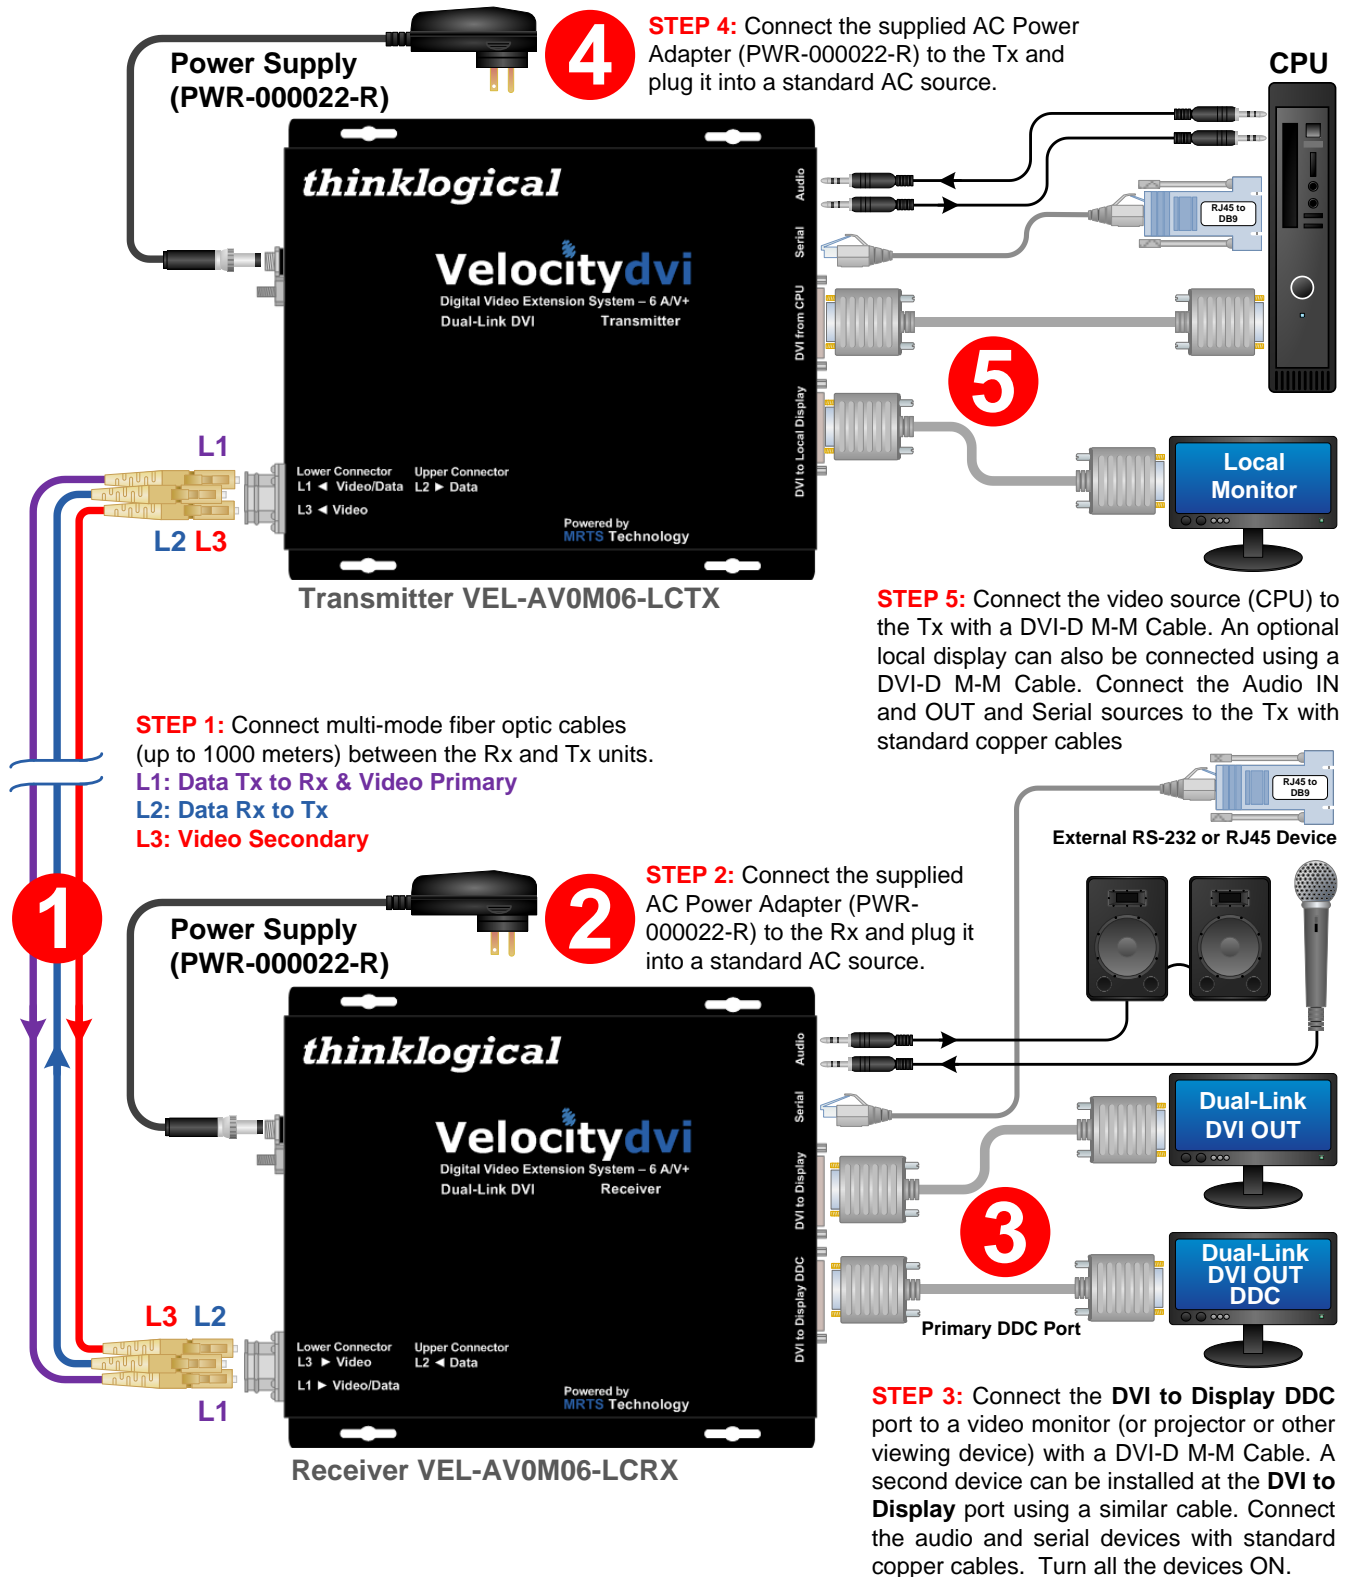 4
STEP 4: Connect the supplied AC Power
Adapter (PWR-000022-R) to the Tx and
plug it into a standard AC source.
Power Supply
(PWR-000022-R)
CPU
thinklogical
Velocitydvi
Digital Video Extension System – 6 A/V+
Dual-Link DVI Transmitter
Audio
Serial
DVI from CPU
DVI to Local Display
RJ45 to
DB9
5
Local
Monitor
L1
L2 L3
Lower Connector Upper Connector
L1 ◄ Video/Data L2 ► Data
L3 ◄ Video
Powered by
MRTS Technology
Transmitter VEL-AV0M06-LCTX
STEP 5: Connect the video source (CPU) to
the Tx with a DVI-D M-M Cable. An optional
local display can also be connected using a
DVI-D M-M Cable. Connect the Audio IN
and OUT and Serial sources to the Tx with
standard copper cables
STEP 1: Connect multi-mode fiber optic cables
(up to 1000 meters) between the Rx and Tx units.
L1: Data Tx to Rx & Video Primary
L2: Data Rx to Tx
L3: Video Secondary
1
RJ45 to
DB9
External RS-232 or RJ45 Device
2
STEP 2: Connect the supplied
AC Power Adapter (PWR-
000022-R) to the Rx and plug it
into a standard AC source.
Power Supply
(PWR-000022-R)
thinklogical
Velocitydvi
Digital Video Extension System – 6 A/V+
Dual-Link DVI Receiver
Audio
Serial
DVI to Display
DVI to Display DDC
Dual-Link
DVI OUT
3
Dual-Link
DVI OUT
DDC
Primary DDC Port
L3 L2
L1
Lower Connector Upper Connector
L3 ► Video L2 ◄ Data
L1 ► Video/Data
Powered by
MRTS Technology
Receiver VEL-AV0M06-LCRX
STEP 3: Connect the DVI to Display DDC
port to a video monitor (or projector or other
viewing device) with a DVI-D M-M Cable. A
second device can be installed at the DVI to
Display port using a similar cable. Connect
the audio and serial devices with standard
copper cables. Turn all the devices ON.